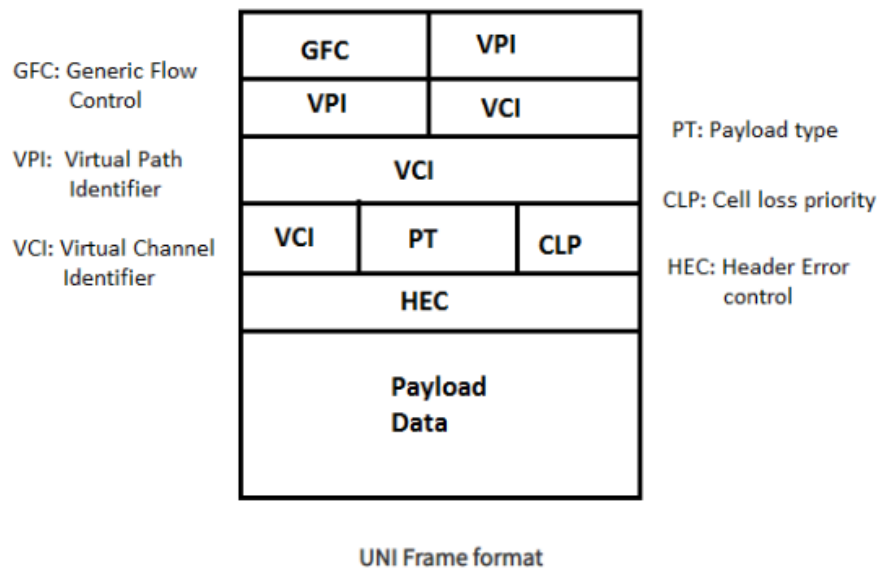 GFC: Generic Flow
Control
VPI: Virtual Path
Identifier
VCI: Virtual Channel
Identifier
GFC
VPI
VPI
VCI
VCI
VCI
PT
CLP
HEC
Payload
Data
PT: Payload type
CLP: Cell loss priority
HEC: Header Error
control
UNI Frame format